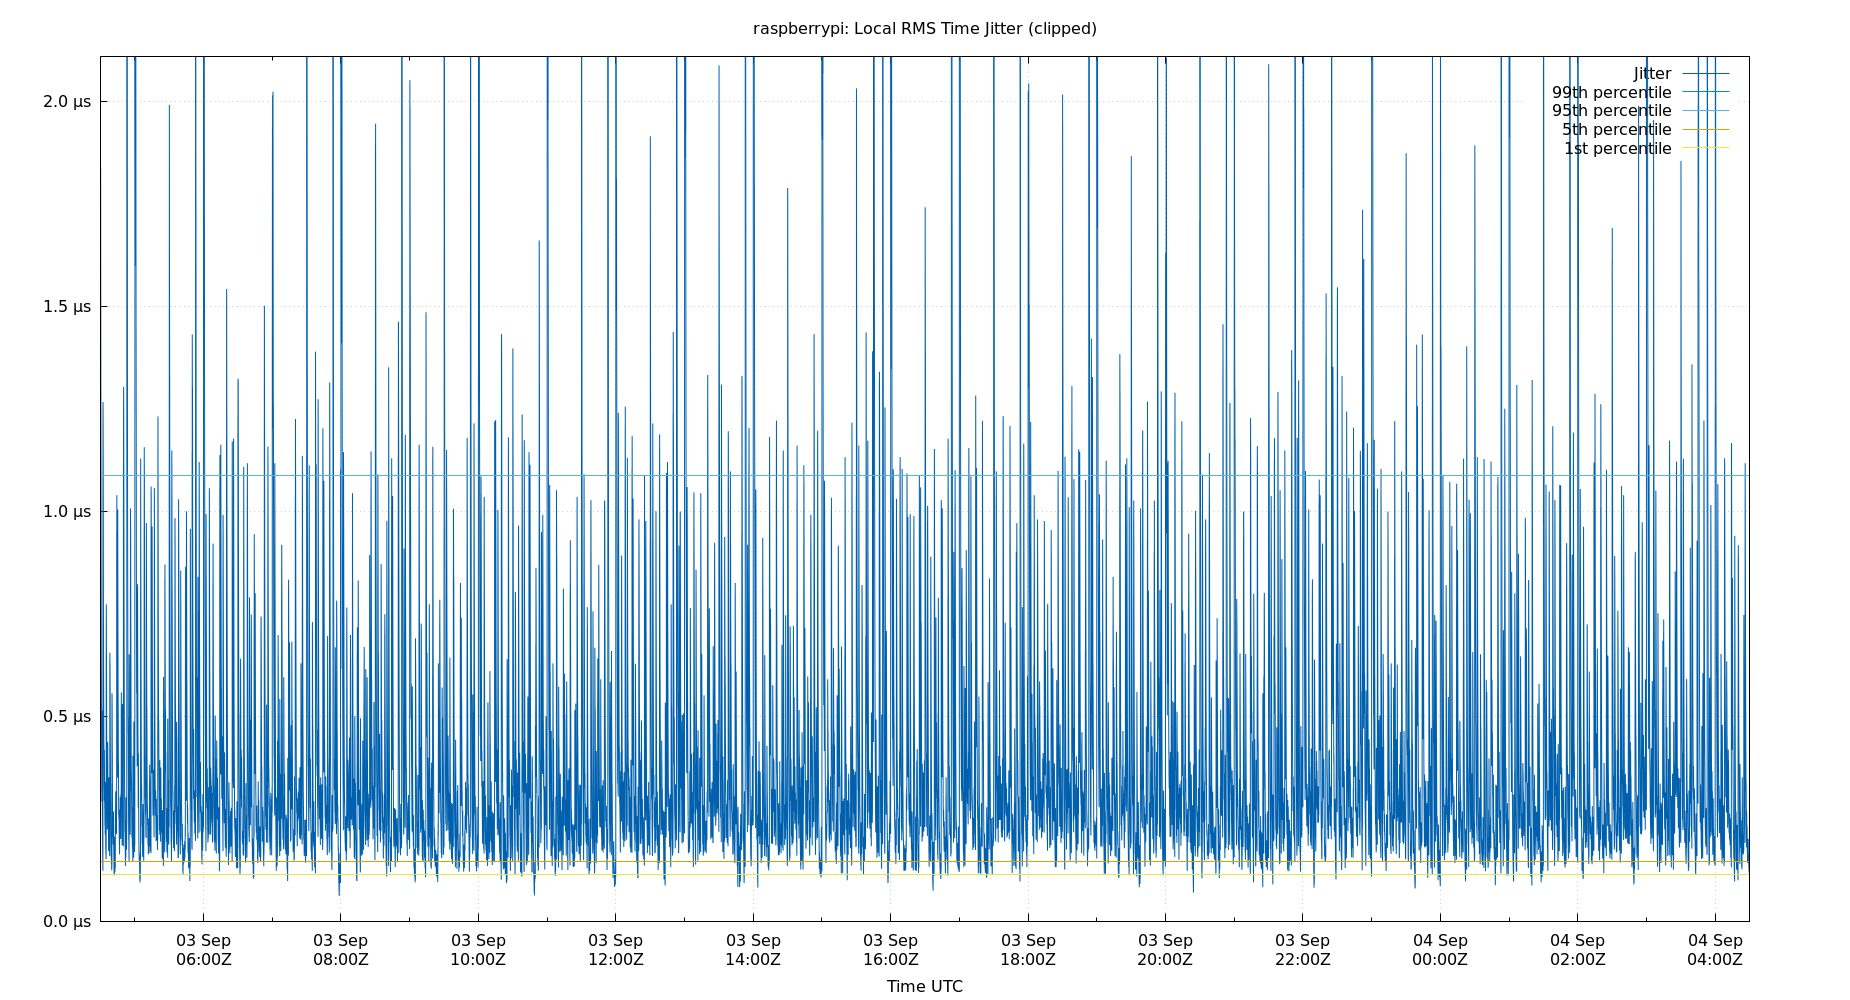 raspberrypi: Local RMS Time Jitter (clipped)
Jitter
99th percentile
95th percentile
5th percentile
1st percentile
2.0 μs
1.5 μs
1.0 μs
0.5 μs
0.0 μs
03 Sep 03 Sep 03 Sep 03 Sep 03 Sep 03 Sep 03 Sep 03 Sep 03 Sep 04 Sep 04 Sep 04 Sep
06:00Z 08:00Z 10:00Z 12:00Z 14:00Z 16:00Z 18:00Z 20:00Z 22:00Z 00:00Z 02:00Z 04:00Z
Time UTC